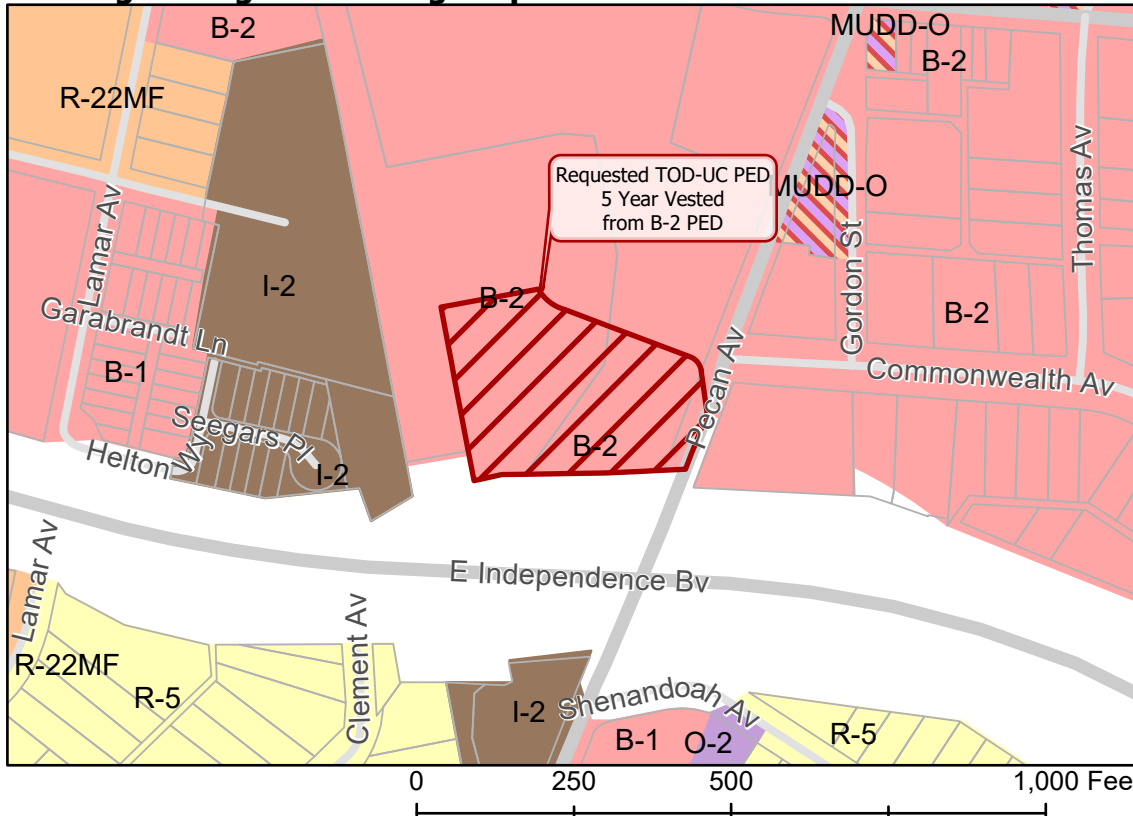 B-2
MUDD-O
B-2
R-22MF
Requested TOD-UC PED
5 Year Vested
from B-2 PED
MUDD-O
Thomas Av
Lamar Av
Gordon St
I-2
B-2
B-2
Garabrandt Ln
Pecan Av
Commonwealth Av
B-1
Seegars Pl
B-2
Helton Wy
I-2
E Independence Bv
Lamar Av
Clement Av
R-22MF
R-5
Shenandoah Av
I-2
B-1
O-2
R-5
0 250 500 1,000 Fee